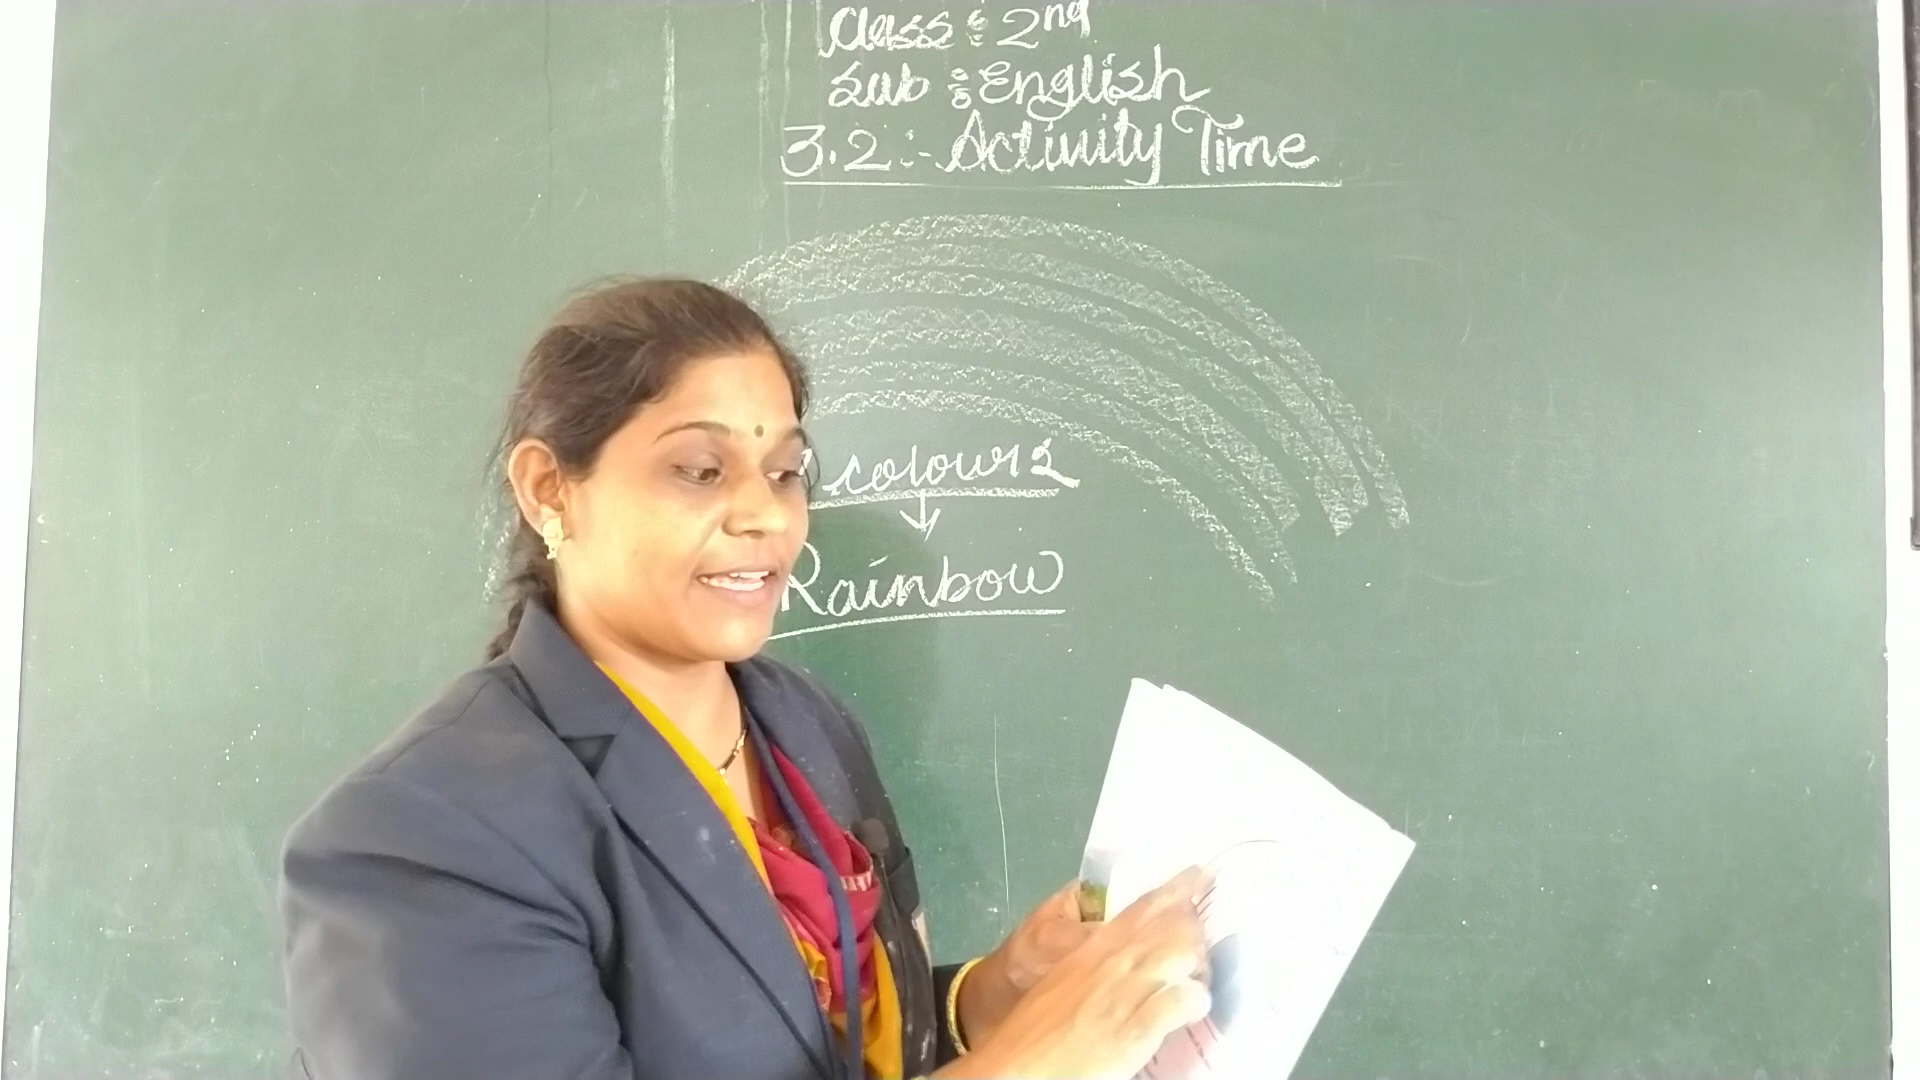 Class : 2nd
Sub : English
3.2 :- Activity Time
colours
Rainbow